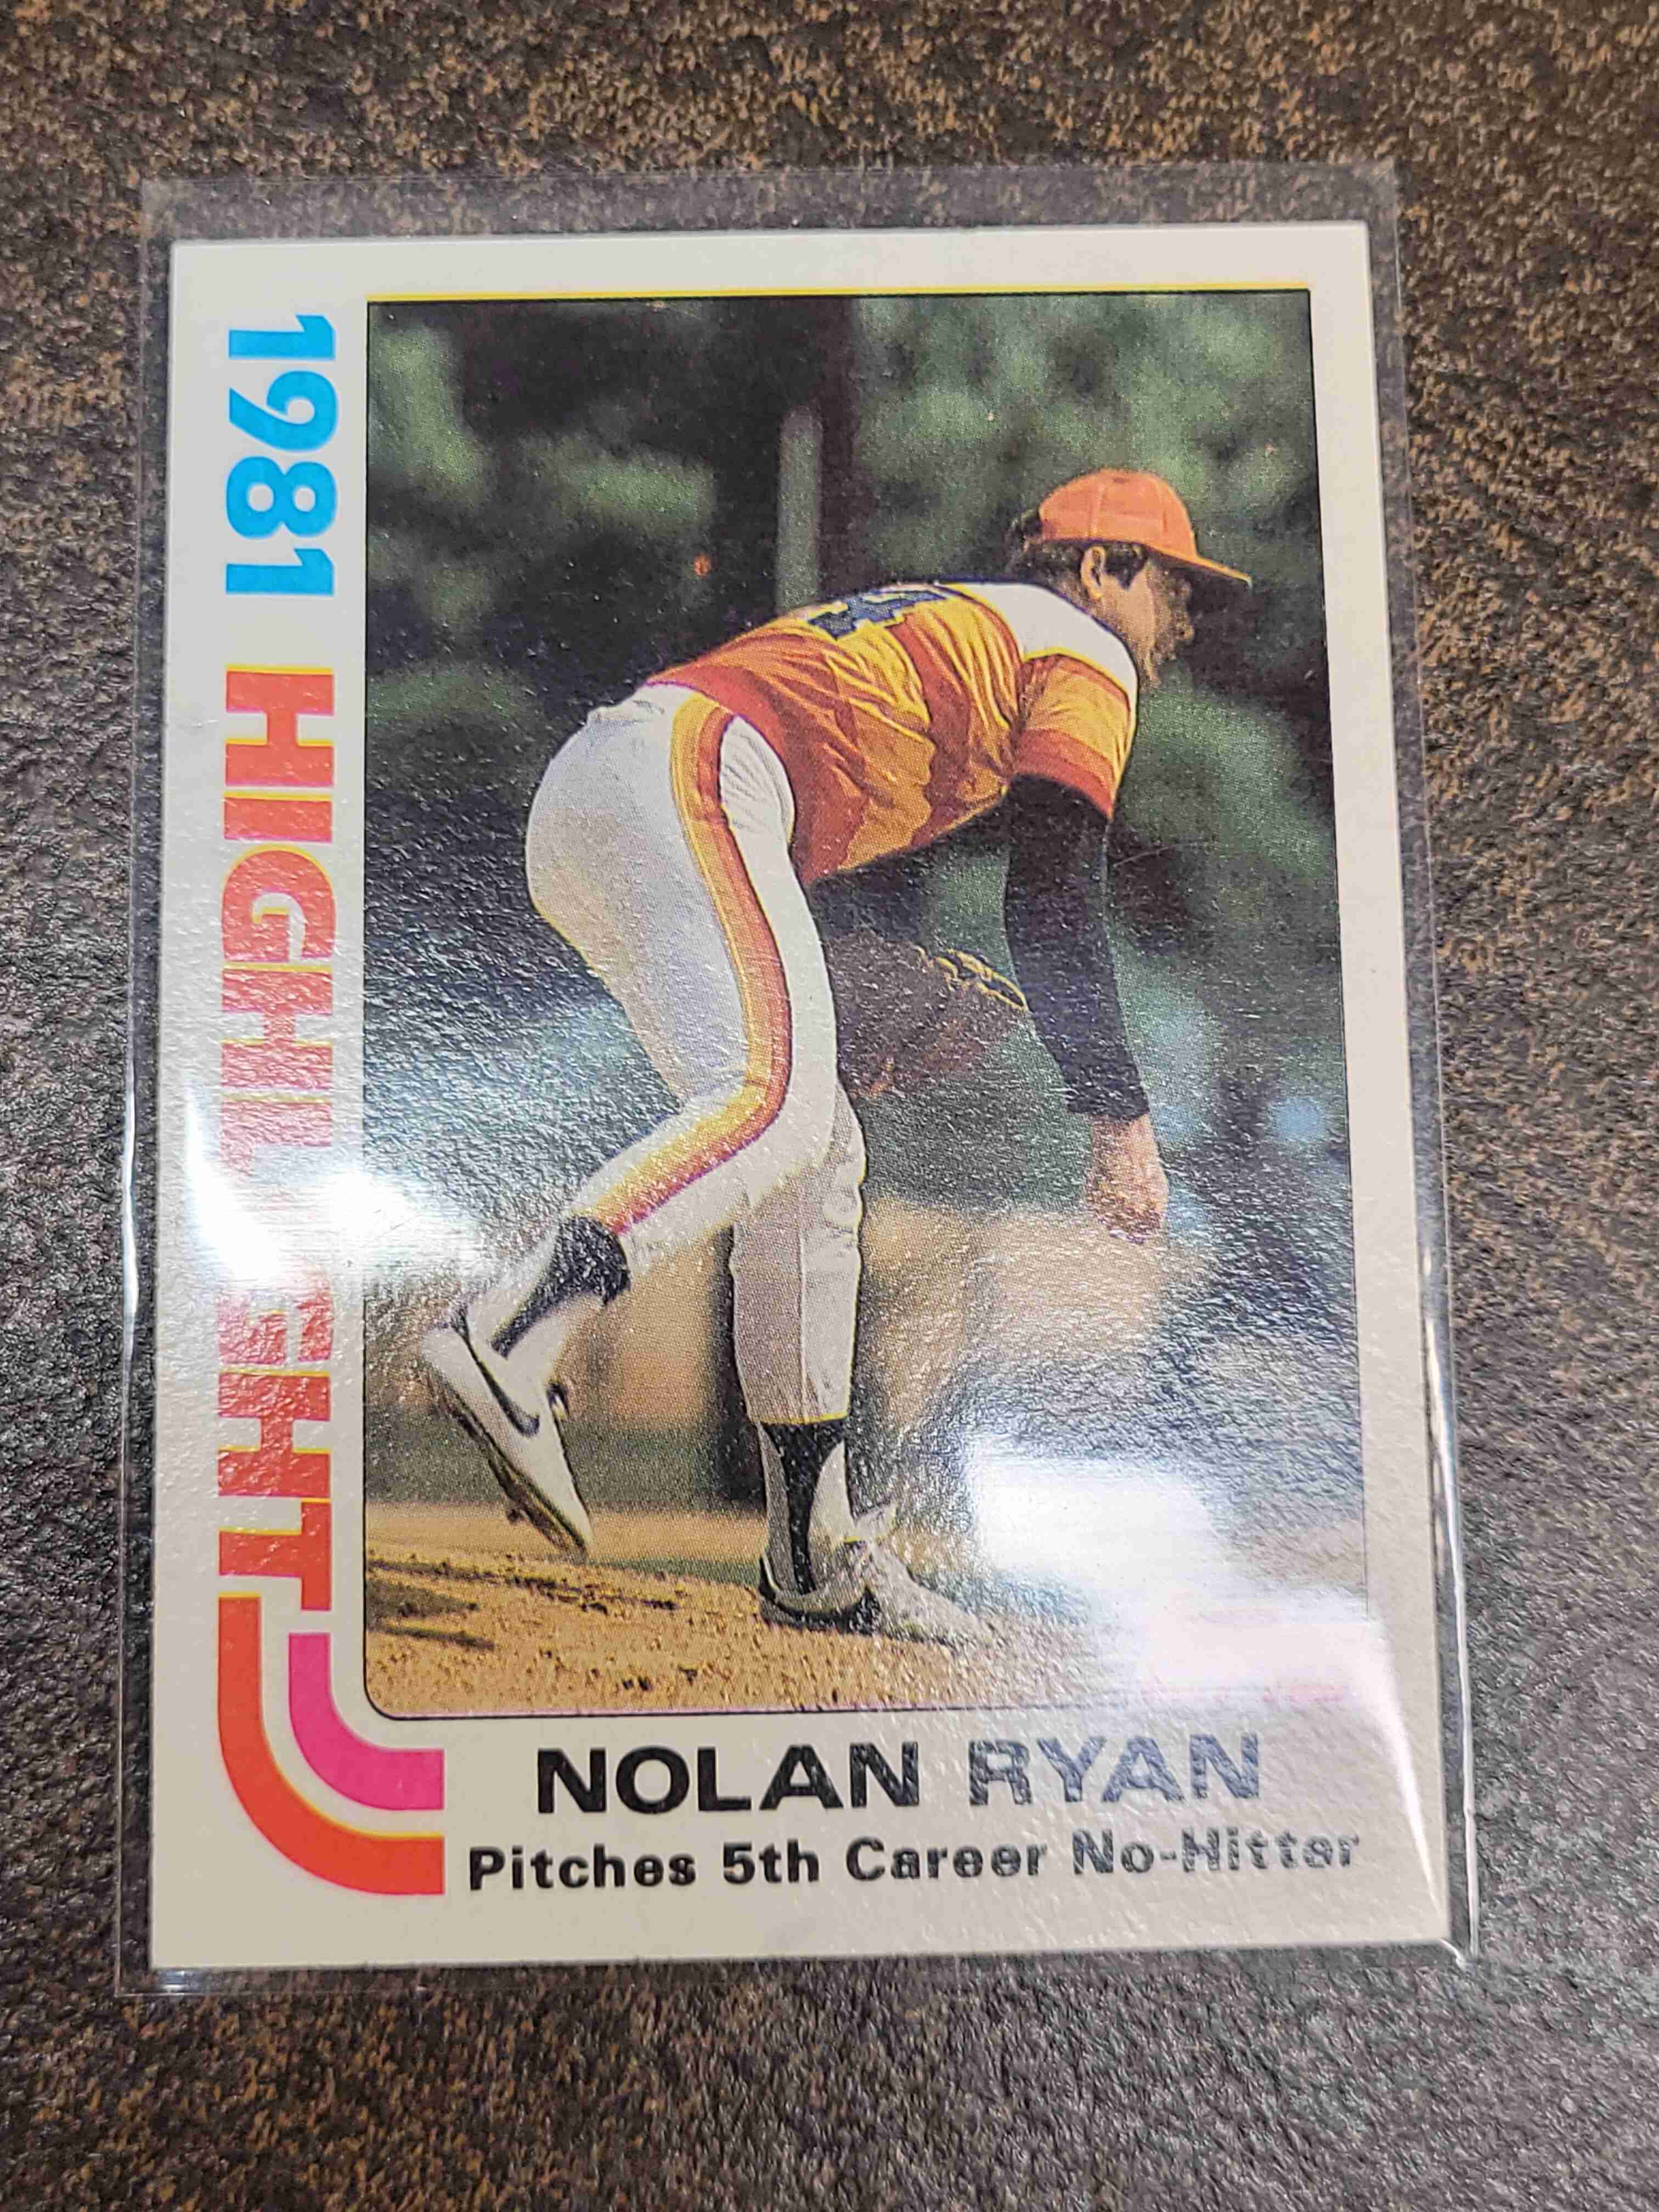 1981 HIGHLIGHT
NOLAN RYAN
Pitches 5th Career No-Hitter